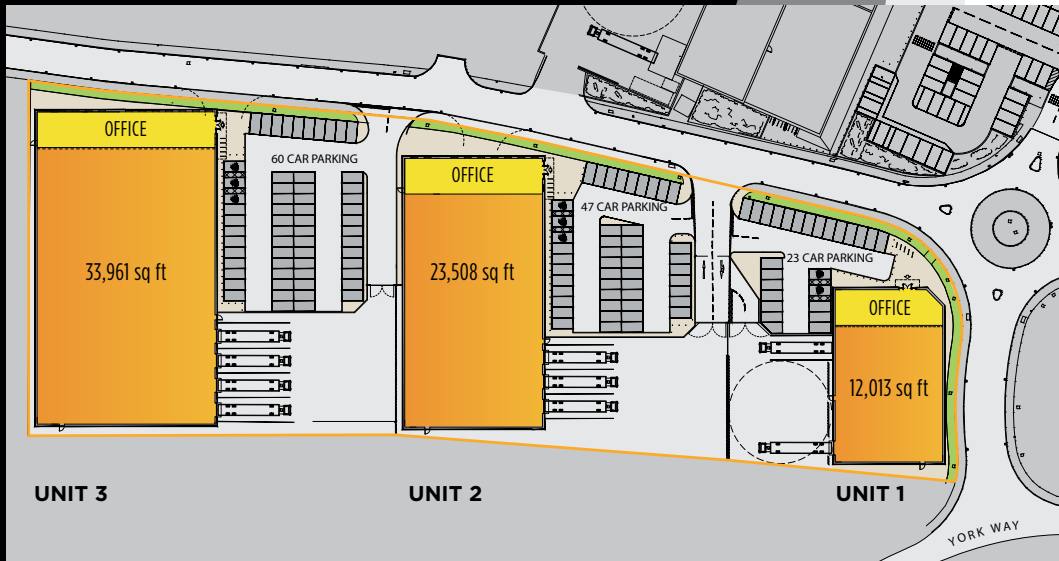 OFFICE
60 CAR PARKING
33,961 sq ft
OFFICE
47 CAR PARKING
23,508 sq ft
23 CAR PARKING
OFFICE
12,013 sq ft
UNIT 3
UNIT 2
UNIT 1
YORK WAY